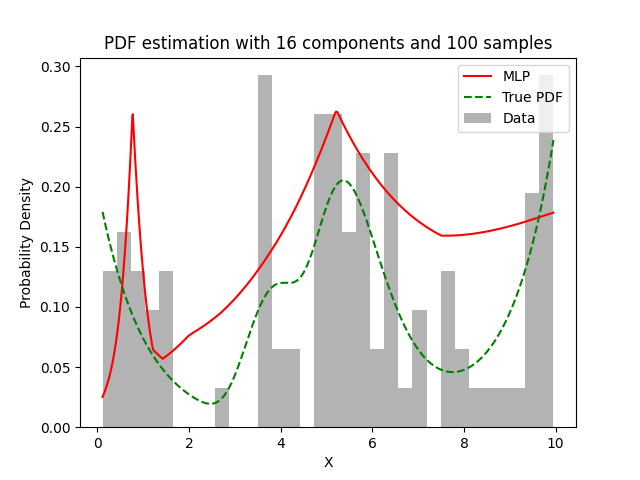 PDF estimation with 16 components and 100 samples
MLP
True PDF
Data
Probability Density
0.30
0.25
0.20
0.15
0.10
0.05
0.00
0 2 4 6 8 10
X